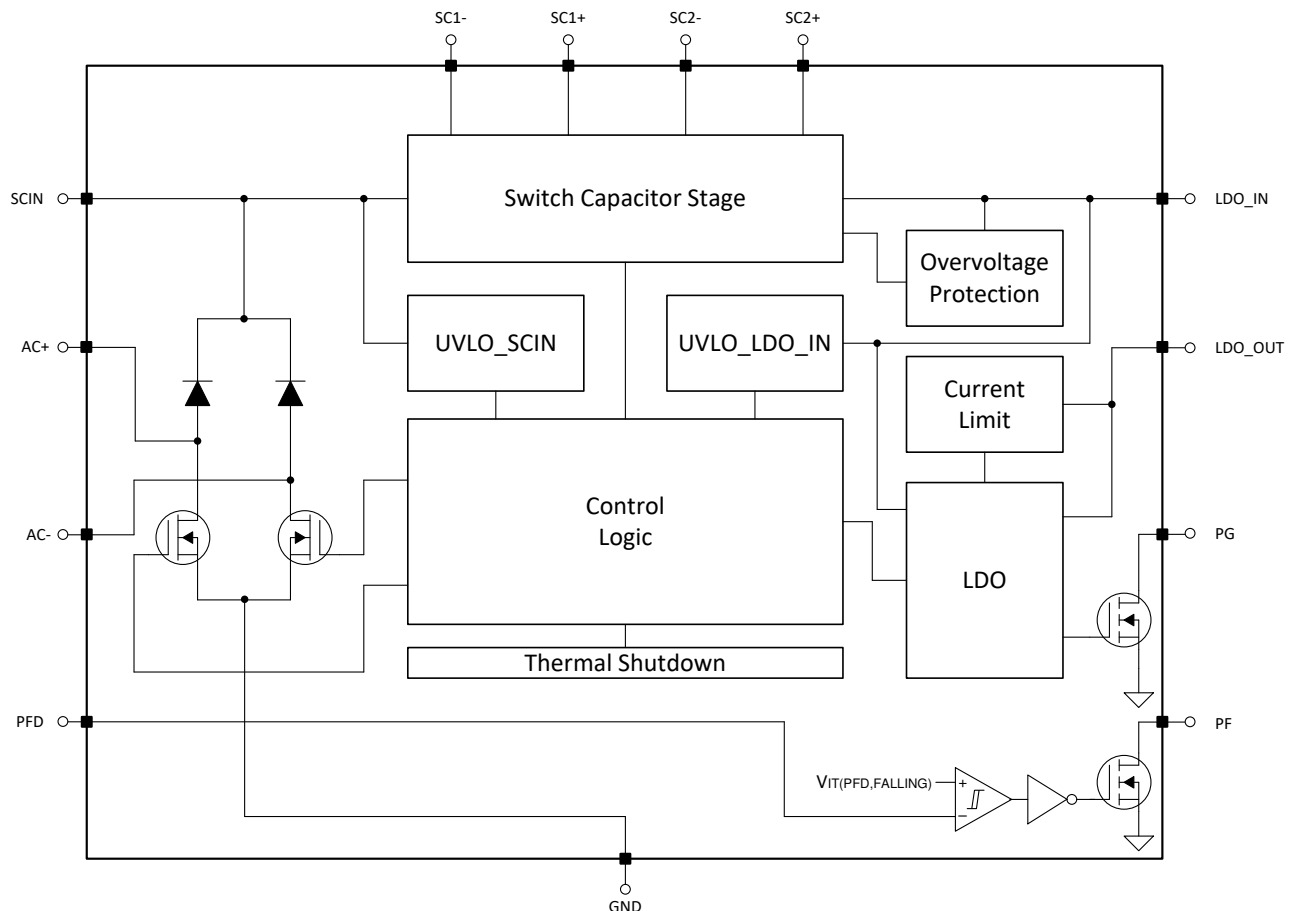 SC1-
SC1+
SC2-
SC2+
SCIN
Switch Capacitor Stage
LDO_IN
Overvoltage
Protection
UVLO_SCIN
UVLO_LDO_IN
AC+
LDO_OUT
Current
Limit
Control
Logic
AC-
PG
LDO
Thermal Shutdown
PFD
PF
VIT(PFD,FALLING)
+
−
GND